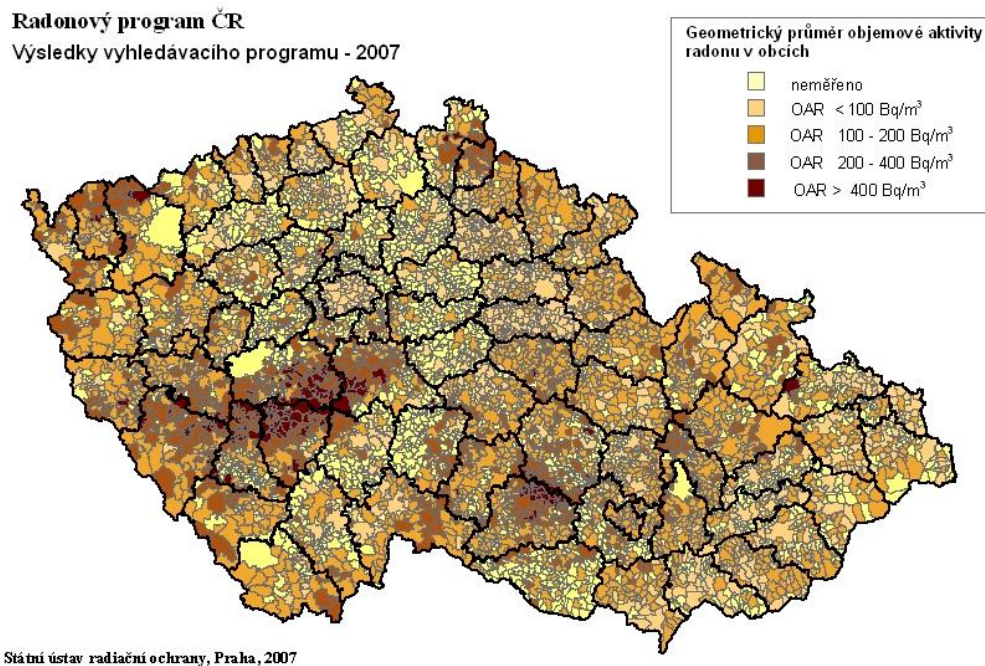 Radonový program ČR
Výsledky vyhledávacího programu - 2007
Geometrický průměr objemové aktivity
radonu v obcích
neměřeno
OAR < 100 Bq/m³
OAR 100 - 200 Bq/m³
OAR 200 - 400 Bq/m³
OAR > 400 Bq/m³
Státní ústav radiační ochrany, Praha, 2007